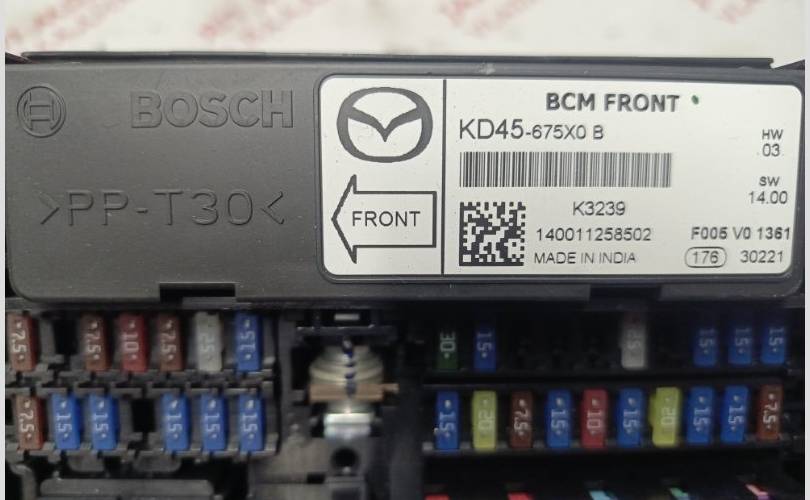 BOSCH
>PP-T30<
FRONT
BCM FRONT
KD45-675X0 B
HW
03
SW
14.00
K3239
140011258502
F005 V0 1361
MADE IN INDIA
176 30221
7.5 7.5 10 7.5 25 15
30 15 25 15 15 15
7.5 15 15 15 15 15
15 20 7.5 10 15 20 15 15 7.5